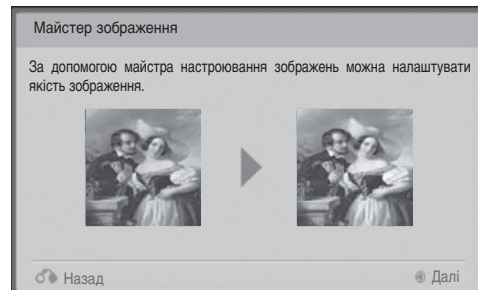 Майстер зображення
За допомогою майстра настроювання зображень можна налаштувати
якість зображення.
Назад
Далі